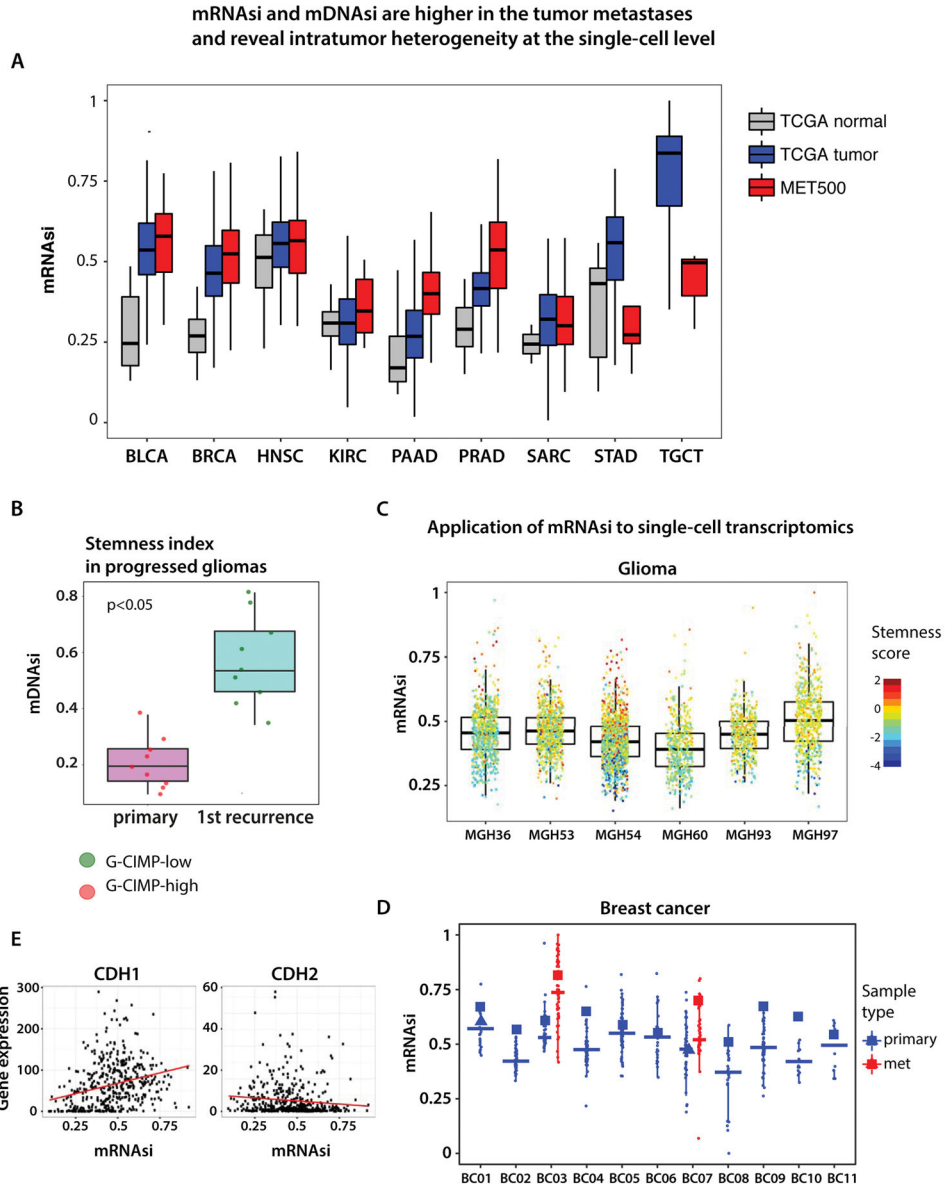 mRNAsi and mDNAsi are higher in the tumor metastases
and reveal intratumor heterogeneity at the single-cell level
A
mRNAsi
1
0.75
0.5
0.25
0
BLCA BRCA HNSC KIRC PAAD PRAD SARC STAD TGCT
TCGA normal
TCGA tumor
MET500
B
Stemness index
in progressed gliomas
mDNAsi
p<0.05
0.8
0.6
0.4
0.2
primary 1st recurrence
G-CIMP-low
G-CIMP-high
C
Application of mRNAsi to single-cell transcriptomics
Glioma
mRNAsi
1
0.75
0.5
0.25
MGH36 MGH53 MGH54 MGH60 MGH93 MGH97
Stemness
score
2
0
-2
-4
D
Breast cancer
mRNAsi
1
0.75
0.5
0.25
0
BC01 BC02 BC03 BC04 BC05 BC06 BC07 BC08 BC09 BC10 BC11
Sample
type
primary
met
E
CDH1
Gene expression
300
200
100
0
0.25 0.5 0.75
mRNAsi
CDH2
60
40
20
0
0.25 0.5 0.75
mRNAsi